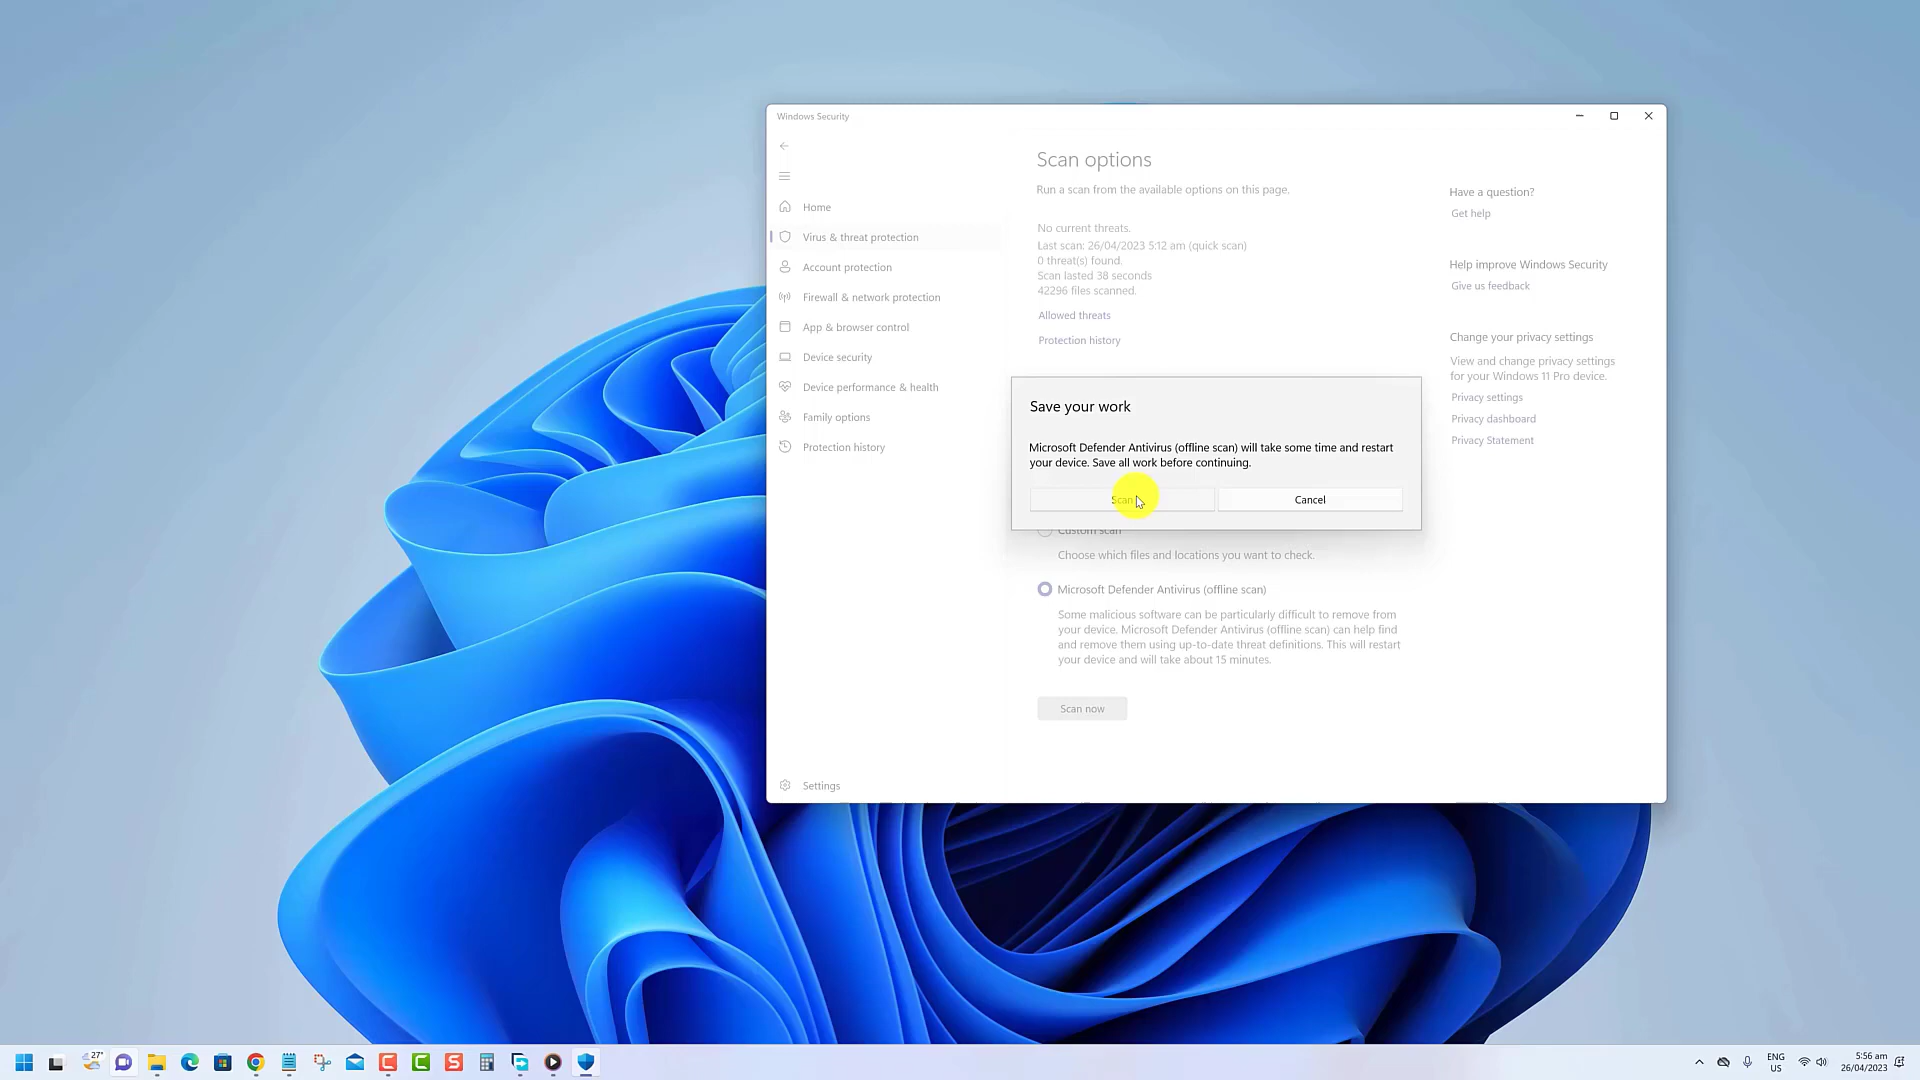 Windows Security
Scan options
Run a scan from the available options on this page.
No current threats.
Last scan: 26/04/2023 5:12 am (quick scan)
0 threat(s) found.
Scan lasted 38 seconds
42296 files scanned.
Allowed threats
Protection history
Home
Virus & threat protection
Account protection
Firewall & network protection
App & browser control
Device security
Device performance & health
Family options
Protection history
Settings
Have a question?
Get help
Help improve Windows Security
Give us feedback
Change your privacy settings
View and change privacy settings
for your Windows 11 Pro device.
Privacy settings
Privacy dashboard
Privacy Statement
Save your work
Microsoft Defender Antivirus (offline scan) will take some time and restart
your device. Save all work before continuing.
Scan
Cancel
Custom scan
Choose which files and locations you want to check.
Microsoft Defender Antivirus (offline scan)
Some malicious software can be particularly difficult to remove from
your device. Microsoft Defender Antivirus (offline scan) can help find
and remove them using up-to-date threat definitions. This will restart
your device and will take about 15 minutes.
Scan now
27°
ENG
US
5:56 am
26/04/2023